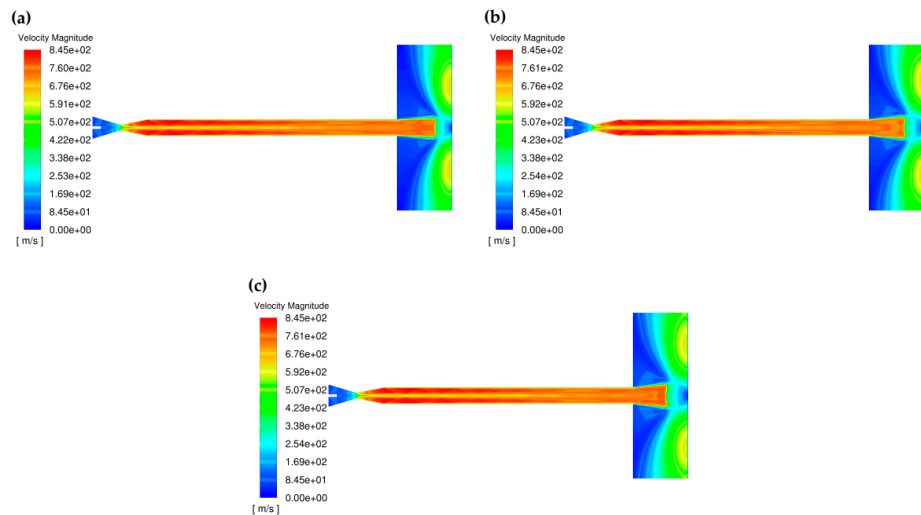 (a)
Velocity Magnitude
8.45e+02
7.60e+02
6.76e+02
5.91e+02
5.07e+02
4.22e+02
3.38e+02
2.53e+02
1.69e+02
8.45e+01
0.00e+00
[ m/s ]
(b)
Velocity Magnitude
8.45e+02
7.61e+02
6.76e+02
5.91e+02
5.07e+02
4.23e+02
3.38e+02
2.54e+02
1.69e+02
8.45e+01
0.00e+00
[ m/s ]
(c)
Velocity Magnitude
8.45e+02
7.61e+02
6.76e+02
5.92e+02
5.07e+02
4.23e+02
3.38e+02
2.54e+02
1.69e+02
8.45e+01
0.00e+00
[ m/s ]